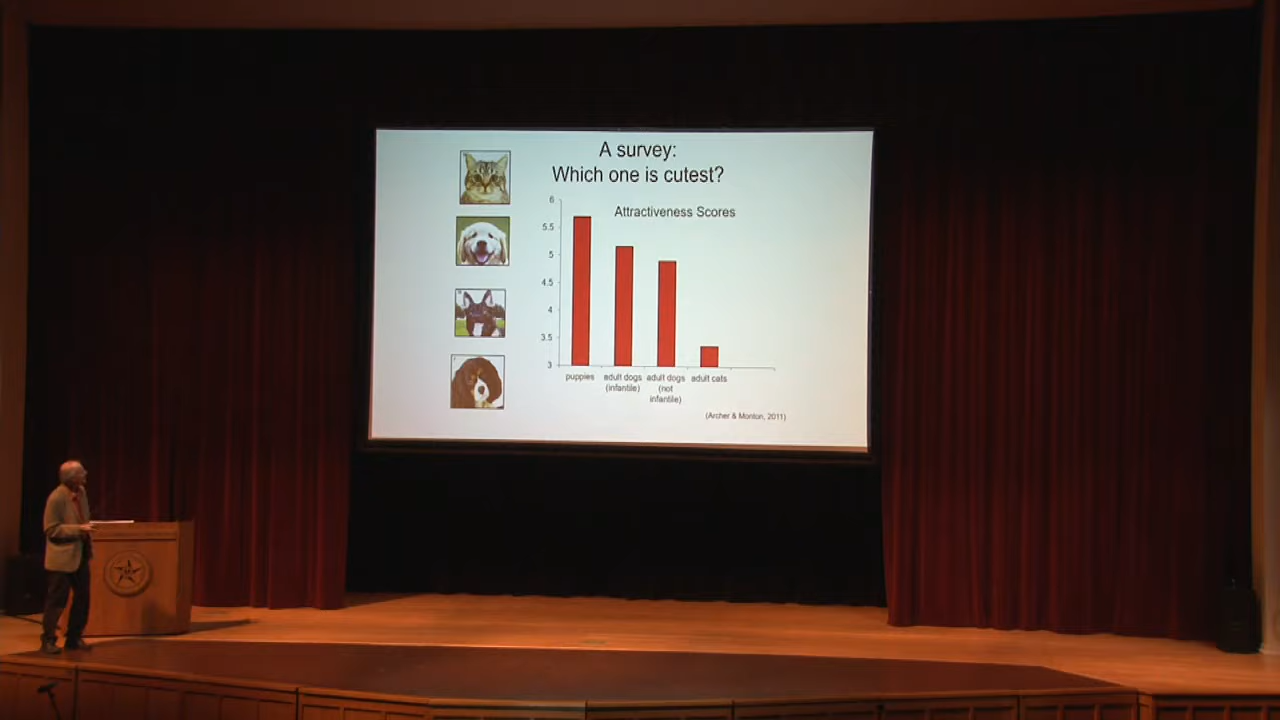 A survey:
Which one is cutest?
Attractiveness Scores
6
5.5
5
4.5
4
3.5
3
puppies
adult dogs
(infantile)
adult dogs
(not
infantile)
adult cats
(Archer & Monton, 2011)